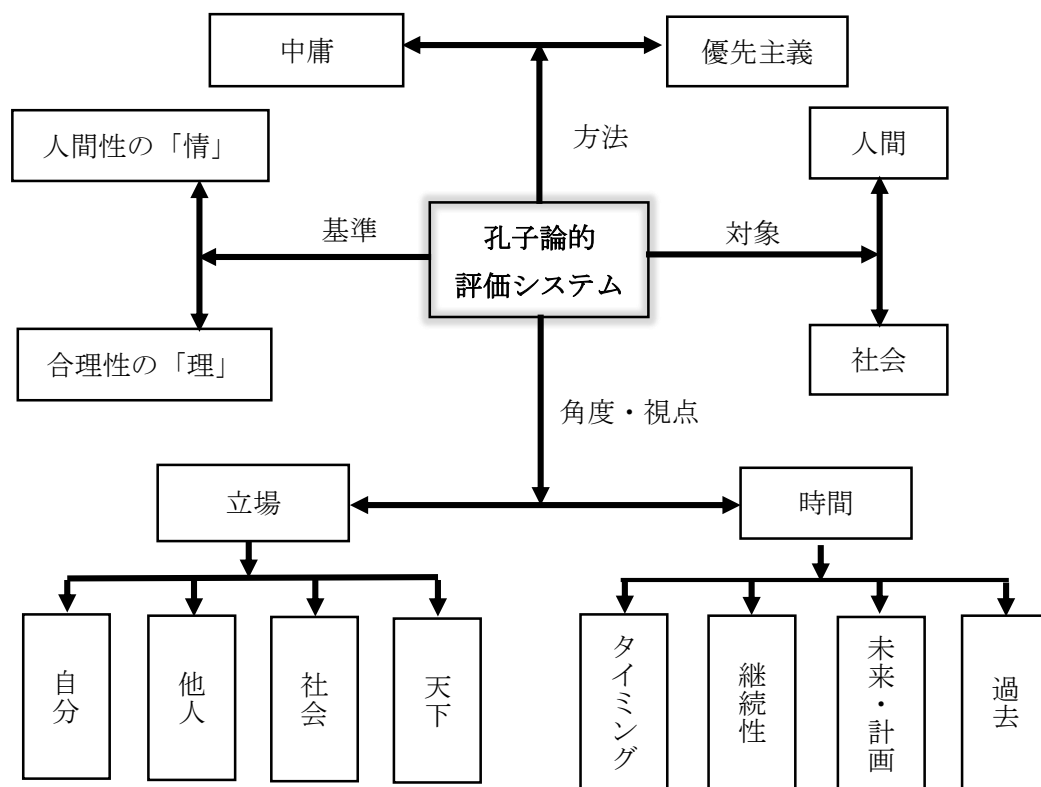 中庸
優先主義
方法
人間性の「情」
人間
基準
孔子論的
評価システム
対象
合理性の「理」
社会
角度・視点
立場
時間
自分
他人
社会
天下
タイミング
継続性
未来・計画
過去